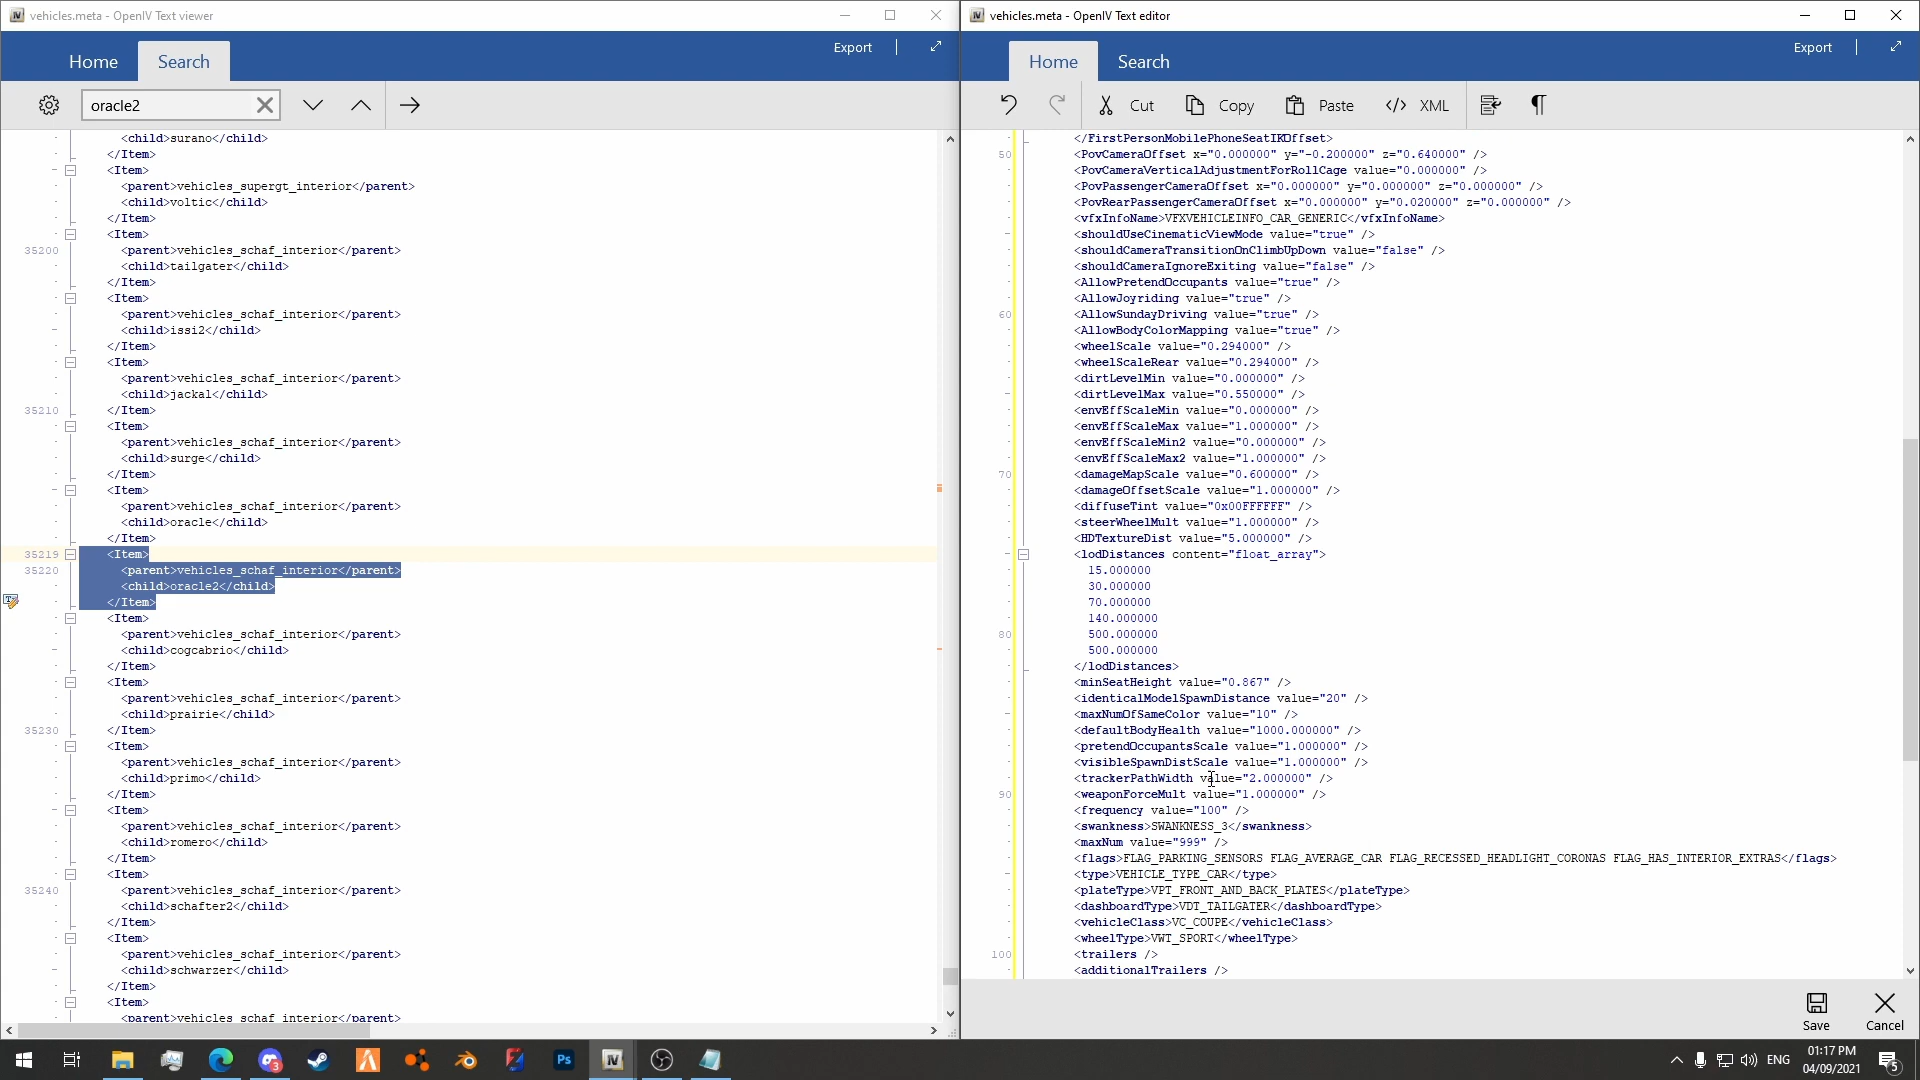 vehicles.meta - OpenIV Text viewer
Home
Search
Export
oracle2
<child>surano</child>
</Item>
<Item>
<parent>vehicles_supergt_interior</parent>
<child>voltic</child>
</Item>
<Item>
35200 <parent>vehicles_schaf_interior</parent>
<child>tailgater</child>
</Item>
<Item>
<parent>vehicles_schaf_interior</parent>
<child>issi2</child>
</Item>
<Item>
<parent>vehicles_schaf_interior</parent>
<child>jackal</child>
35210 </Item>
<Item>
<parent>vehicles_schaf_interior</parent>
<child>surge</child>
</Item>
<Item>
<parent>vehicles_schaf_interior</parent>
<child>oracle</child>
</Item>
35219 <Item>
35220 <parent>vehicles_schaf_interior</parent>
<child>oracle2</child>
</Item>
<Item>
<parent>vehicles_schaf_interior</parent>
<child>cogcabrio</child>
</Item>
<Item>
<parent>vehicles_schaf_interior</parent>
<child>prairie</child>
35230 </Item>
<Item>
<parent>vehicles_schaf_interior</parent>
<child>primo</child>
</Item>
<Item>
<parent>vehicles_schaf_interior</parent>
<child>romero</child>
</Item>
<Item>
35240 <parent>vehicles_schaf_interior</parent>
<child>schafter2</child>
</Item>
<Item>
<parent>vehicles_schaf_interior</parent>
<child>schwarzer</child>
</Item>
<Item>
<parent>vehicles_schaf_interior</parent>
vehicles.meta - OpenIV Text editor
Home
Search
Export
Cut
Copy
Paste
XML
</FirstPersonMobilePhoneSeatIKOffset>
50 <PovCameraOffset x="0.000000" y="-0.200000" z="0.640000" />
<PovCameraVerticalAdjustmentForRollCage value="0.000000" />
<PovPassengerCameraOffset x="0.000000" y="0.000000" z="0.000000" />
<PovRearPassengerCameraOffset x="0.000000" y="0.020000" z="0.000000" />
<vfxInfoName>VFXVEHICLEINFO_CAR_GENERIC</vfxInfoName>
<shouldUseCinematicViewMode value="true" />
<shouldCameraTransitionOnClimbUpDown value="false" />
<shouldCameraIgnoreExiting value="false" />
<AllowPretendOccupants value="true" />
<AllowJoyriding value="true" />
60 <AllowSundayDriving value="true" />
<AllowBodyColorMapping value="true" />
<wheelScale value="0.294000" />
<wheelScaleRear value="0.294000" />
<dirtLevelMin value="0.000000" />
<dirtLevelMax value="0.550000" />
<envEffScaleMin value="0.000000" />
<envEffScaleMax value="1.000000" />
<envEffScaleMin2 value="0.000000" />
<envEffScaleMax2 value="1.000000" />
70 <damageMapScale value="0.600000" />
<damageOffsetScale value="1.000000" />
<diffuseTint value="0x00FFFFFF" />
<steerWheelMult value="1.000000" />
<HDTextureDist value="5.000000" />
<lodDistances content="float_array">
15.000000
30.000000
70.000000
140.000000
80 500.000000
500.000000
</lodDistances>
<minSeatHeight value="0.867" />
<identicalModelSpawnDistance value="20" />
<maxNumOfSameColor value="10" />
<defaultBodyHealth value="1000.000000" />
<pretendOccupantsScale value="1.000000" />
<visibleSpawnDistScale value="1.000000" />
<trackerPathWidth value="2.000000" />
90 <weaponForceMult value="1.000000" />
<frequency value="100" />
<swankness>SWANKNESS_3</swankness>
<maxNum value="999" />
<flags>FLAG_PARKING_SENSORS FLAG_AVERAGE_CAR FLAG_RECESSED_HEADLIGHT_CORONAS FLAG_HAS_INTERIOR_EXTRAS</flags>
<type>VEHICLE_TYPE_CAR</type>
<plateType>VPT_FRONT_AND_BACK_PLATES</plateType>
<dashboardType>VDT_TAILGATER</dashboardType>
<vehicleClass>VC_COUPE</vehicleClass>
<wheelType>VWT_SPORT</wheelType>
100 <trailers />
<additionalTrailers />
Save
Cancel
Ps
ENG
01:17 PM
04/09/2021
3
5